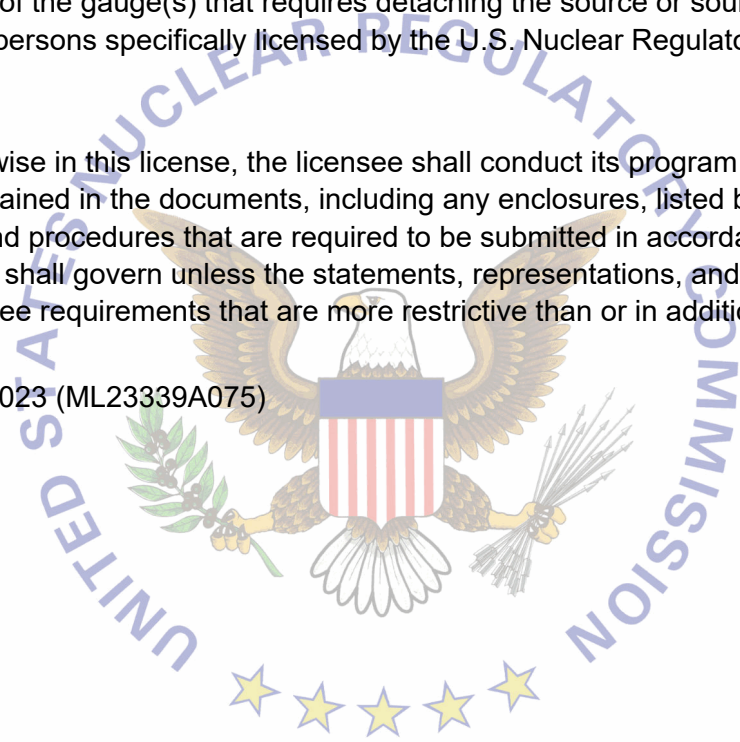 of the gauge(s) that requires detaching the source or sou
persons specifically licensed by the U.S. Nuclear Regulato
wise in this license, the licensee shall conduct its program
ained in the documents, including any enclosures, listed b
nd procedures that are required to be submitted in accorda
shall govern unless the statements, representations, and
ee requirements that are more restrictive than or in additio
023 (ML23339A075)
UNITED STATES NUCLEAR REGULATORY COMMISSION